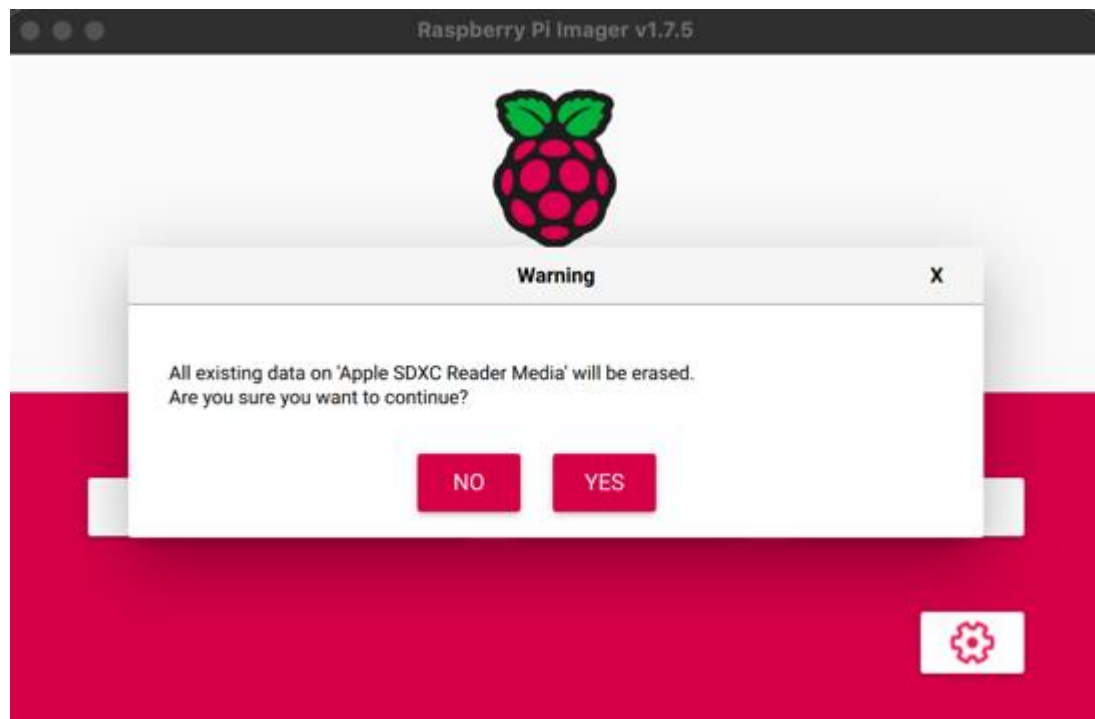 Raspberry Pi Imager v1.7.5
Warning
X
All existing data on 'Apple SDXC Reader Media' will be erased.
Are you sure you want to continue?
NO
YES